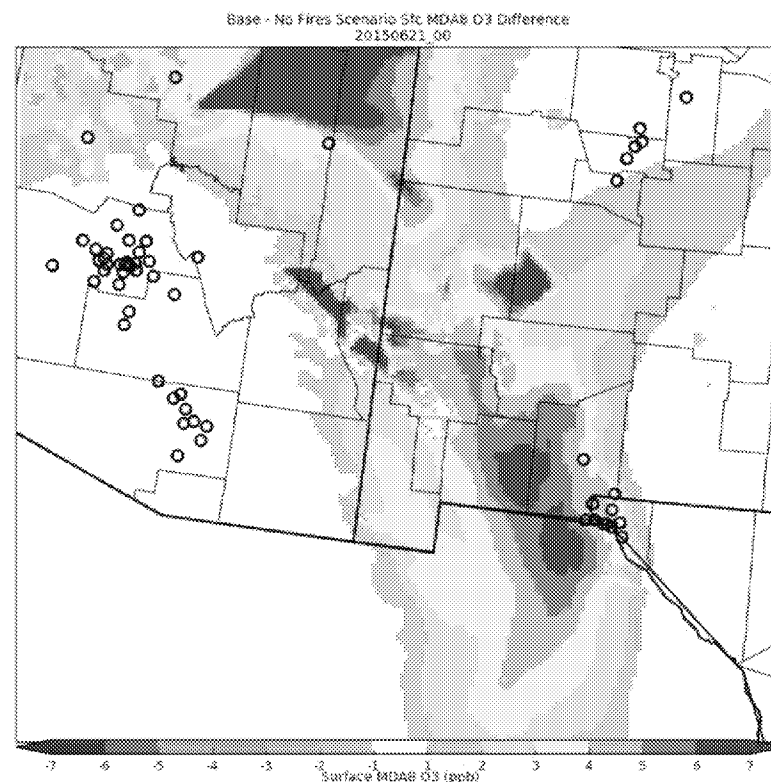 Base - No Fires Scenario Sfc MDA8 O3 Difference
20150621_00
-7 -6 -5 -4 -3 -2 -1 0 1 2 3 4 5 6 7
Surface MDA8 O3 (ppb)